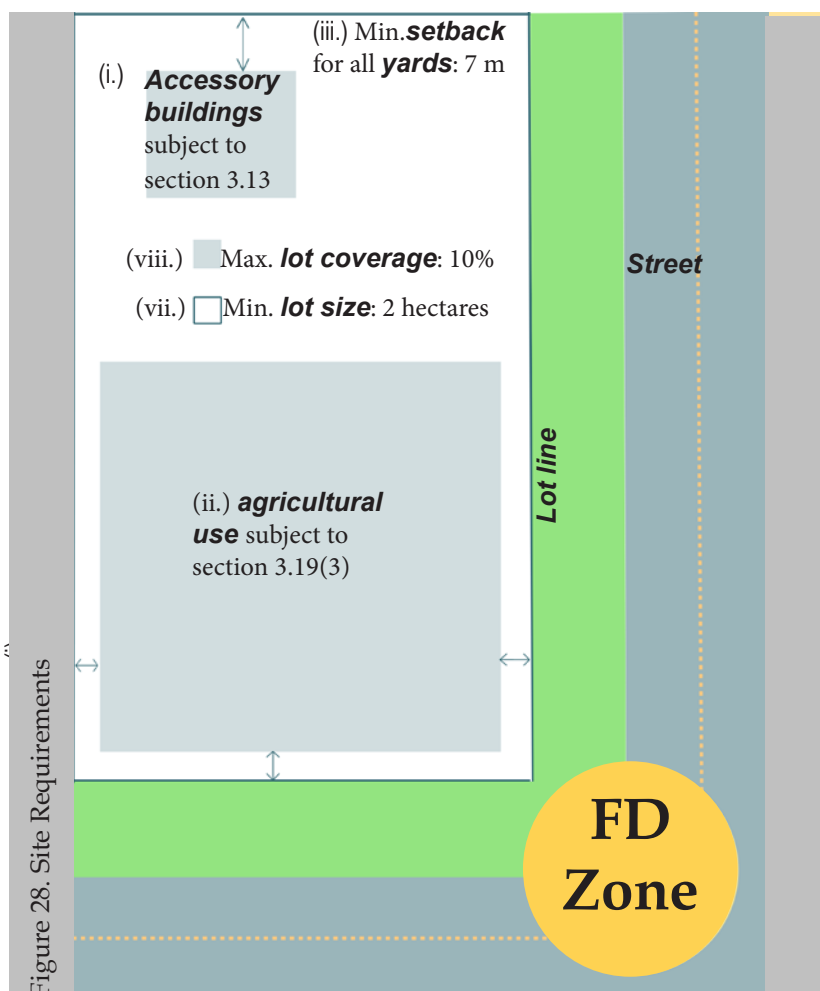 (iii.) Min.setback
for all yards: 7 m
(i.) Accessory
buildings
subject to
section 3.13
(viii.) Max. lot coverage: 10%
(vii.) Min. lot size: 2 hectares
Street
Lot line
(ii.) agricultural
use subject to
section 3.19(3)
Figure 28. Site Requirements
FD
Zone